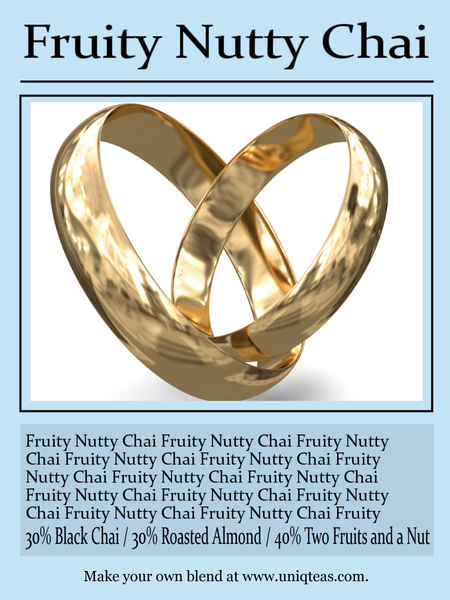 Fruity Nutty Chai
Fruity Nutty Chai Fruity Nutty Chai Fruity Nutty
Chai Fruity Nutty Chai Fruity Nutty Chai Fruity
Nutty Chai Fruity Nutty Chai Fruity Nutty Chai
Fruity Nutty Chai Fruity Nutty Chai Fruity Nutty
Chai Fruity Nutty Chai Fruity Nutty Chai Fruity
30% Black Chai / 30% Roasted Almond / 40% Two Fruits and a Nut
Make your own blend at www.uniqteas.com.